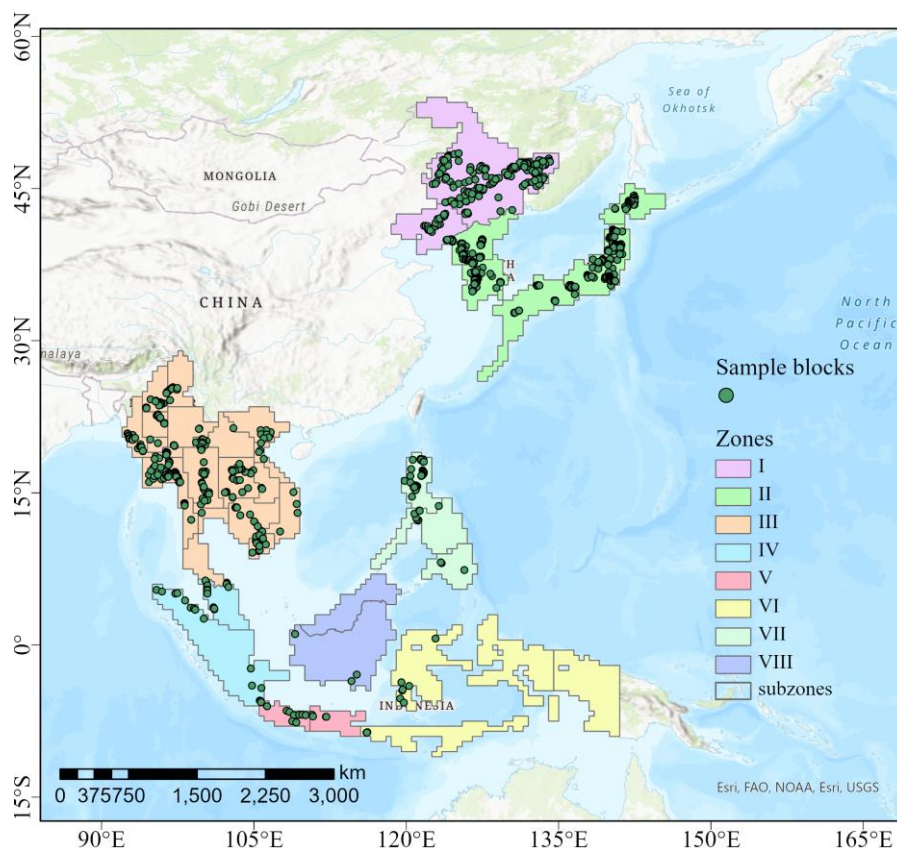 60°N
45°N
30°N
15°N
0°
15°S
Sea of
Okhotsk
MONGOLIA
Gobi Desert
CHINA
North
Pacific
Ocean
Sample blocks
Zones
I
II
III
IV
V
VI
VII
VIII
subzones
km
0 375750 1,500 2,250 3,000
Esri, FAO, NOAA, Esri, USGS
90°E 105°E 120°E 135°E 150°E 165°E